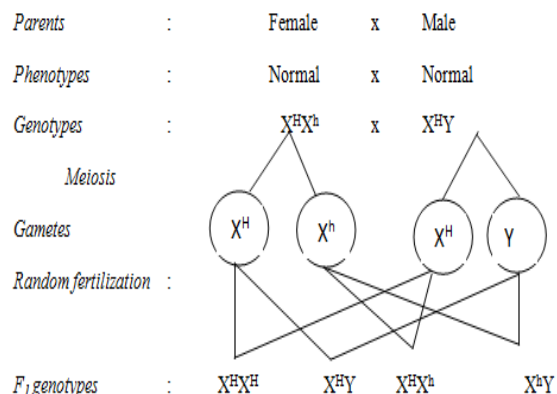 Parents : Female x Male
Phenotypes : Normal x Normal
Genotypes : XᴴXʰ x XᴴY
Meiosis
Gametes Xᴴ Xʰ Xᴴ Y
Random fertilization :
F₁ genotypes : XᴴXᴴ XᴴY XᴴXʰ XʰY